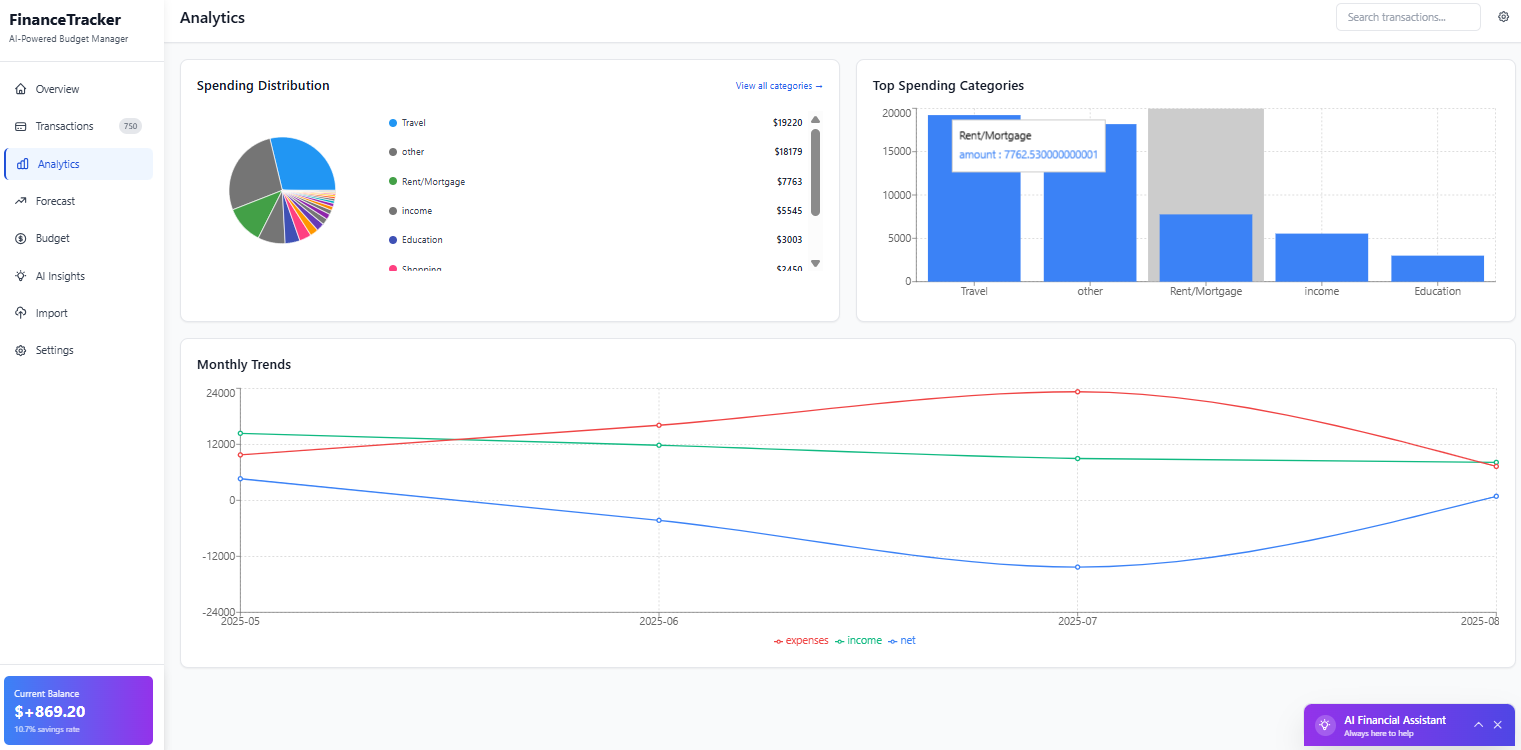 FinanceTracker
AI-Powered Budget Manager
Overview
Transactions 750
Analytics
Forecast
Budget
AI Insights
Import
Settings
Current Balance
$+869.20
10.7% savings rate
Analytics
Search transactions...
Spending Distribution
View all categories →
Travel $19220
other $18179
Rent/Mortgage $7763
income $5545
Education $3003
Shopping $2450
Top Spending Categories
20000
15000
10000
5000
0
Rent/Mortgage
amount : 7762.530000000001
Travel other Rent/Mortgage income Education
Monthly Trends
24000
12000
0
-12000
-24000
2025-05 2025-06 2025-07 2025-08
expenses income net
AI Financial Assistant
Always here to help